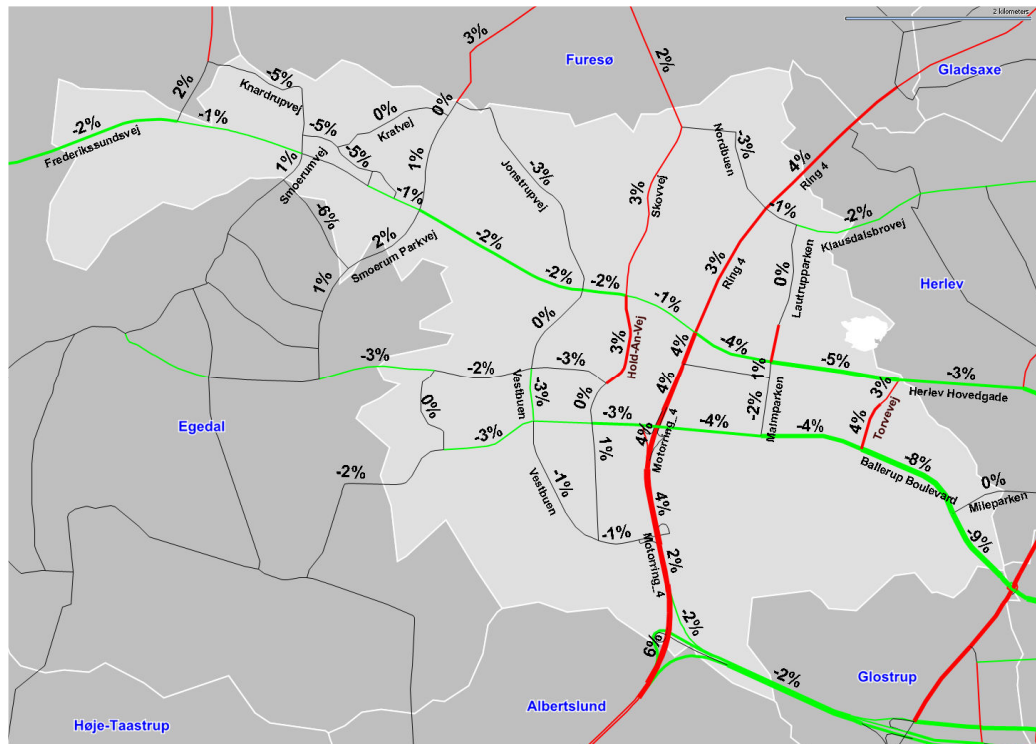 2 kilometers
3%
2%
Furesø
Gladsaxe
-5%
2%
Knardrupvej
0%
0%
-2%
-1%
-5%
Kratvej
Nordbuen
-3%
4%
Frederikssundsvej
Ring 4
1%
Smoerumvej
-5%
1%
-3%
Jonstrupvej
3%
Skovvej
-1%
-2%
Klausdalsbrovej
-1%
-6%
2%
Smoerum Parkvej
-2%
3%
Ring 4
0%
Lautrupparken
1%
-2%
-2%
-1%
Herlev
0%
3%
Hold-An-Vej
4%
-4%
-5%
-3%
-3%
-2%
-3%
4%
1%
3%
Herlev Hovedgade
Vastbuen
-3%
0%
0%
-3%
-2%
Malmparken
4%
Torvevej
Egedal
-3%
1%
4%
Motorring_4
-4%
-4%
-8%
Ballerup Boulevard
-2%
Vestbuen
-1%
4%
0%
Mileparken
-1%
Motorring_4
2%
-9%
-2%
6%
-2%
Glostrup
Albertslund
Høje-Taastrup